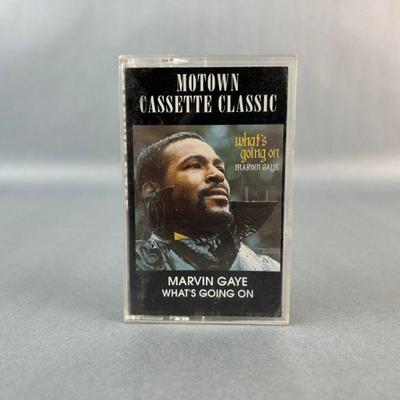 MOTOWN
CASSETTE CLASSIC
what's
going on
MARVIN GAYE
MARVIN GAYE
WHAT'S GOING ON